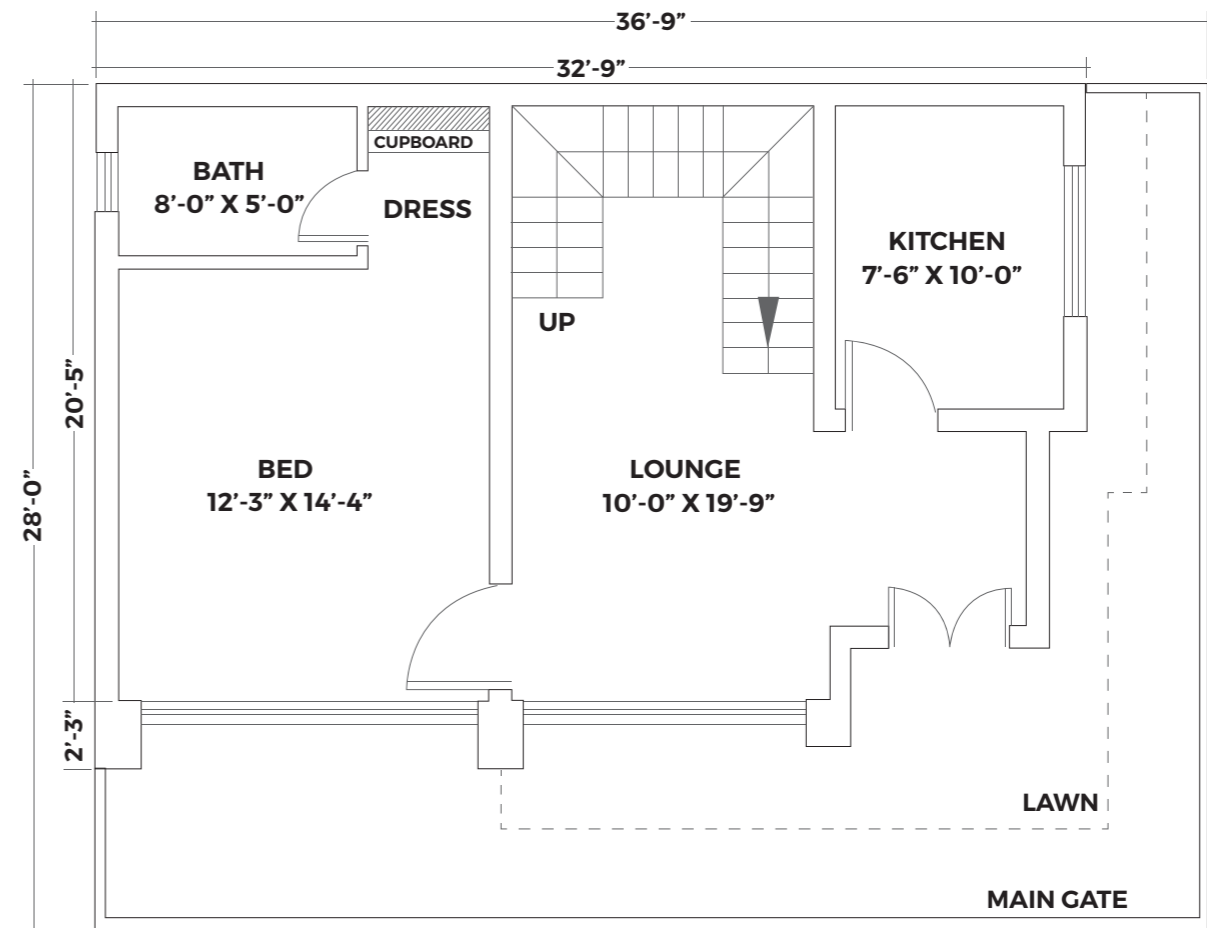 36’-9”
32’-9”
CUPBOARD
BATH
8’-0” X 5’-0”
DRESS
KITCHEN
7’-6” X 10’-0”
UP
20’-5”
BED
12’-3” X 14’-4”
LOUNGE
10’-0” X 19’-9”
28’-0”
2’-3”
LAWN
MAIN GATE